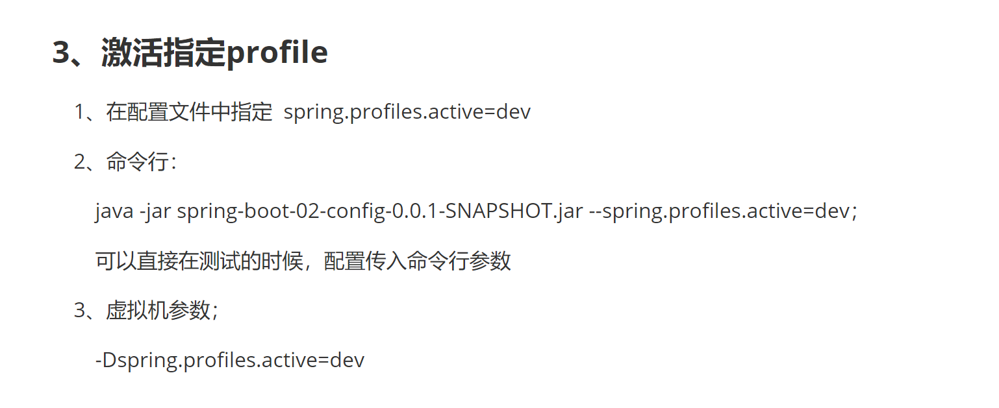 3、激活指定profile
1、在配置文件中指定 spring.profiles.active=dev
2、命令行：
java -jar spring-boot-02-config-0.0.1-SNAPSHOT.jar --spring.profiles.active=dev；
可以直接在测试的时候，配置传入命令行参数
3、虚拟机参数；
-Dspring.profiles.active=dev